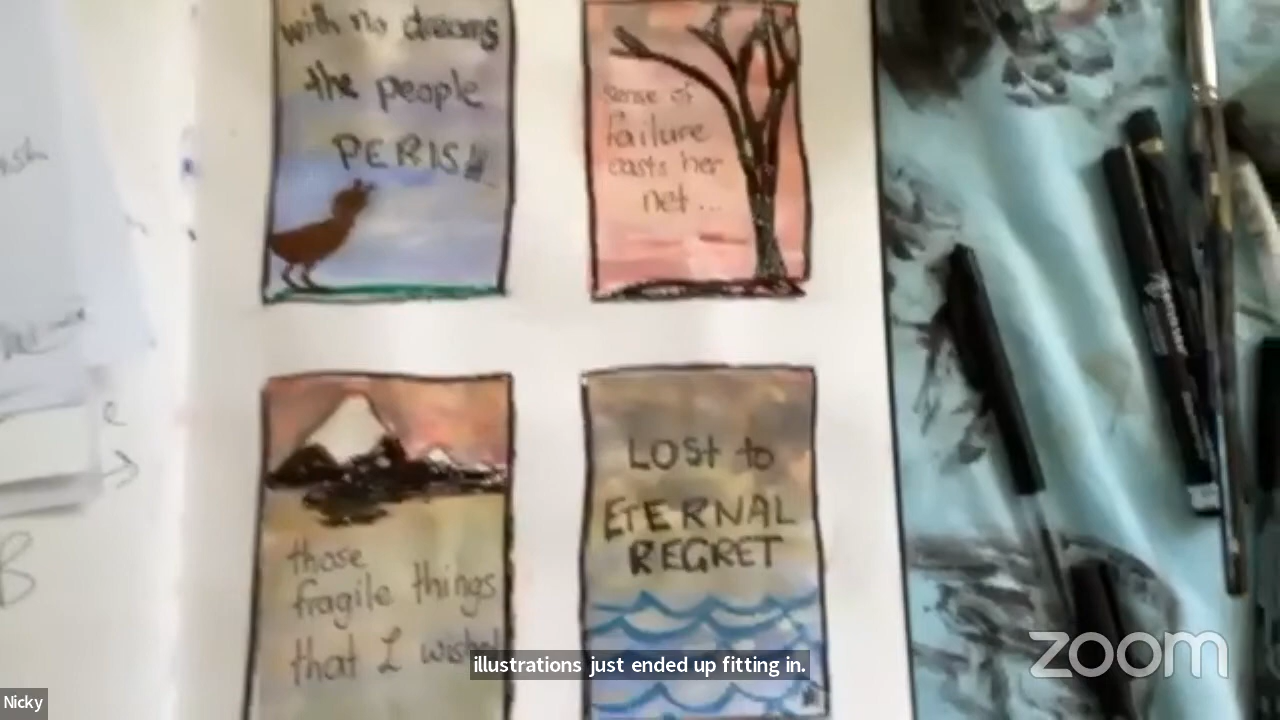 with no dreams
the people
PERISH
sense of
Failure
casts her
net...
those
fragile things
that I wished
LOST to
ETERNAL
REGRET
illustrations just ended up fitting in.
Nicky
zoom